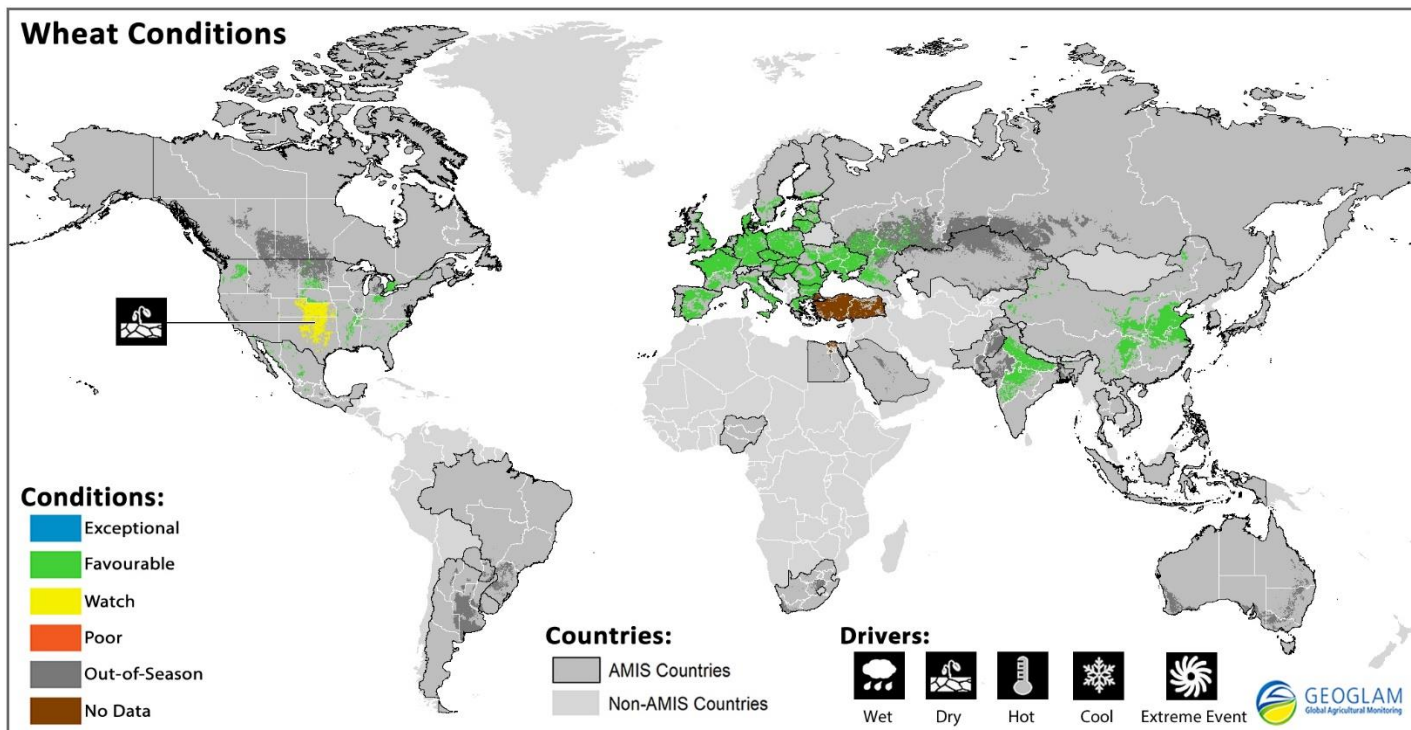 Wheat Conditions
Conditions:
Exceptional
Favourable
Watch
Poor
Out-of-Season
No Data
Countries:
AMIS Countries
Non-AMIS Countries
Drivers:
Wet
Dry
Hot
Cool
Extreme Event
GEOGLAM
Global Agricultural Monitoring